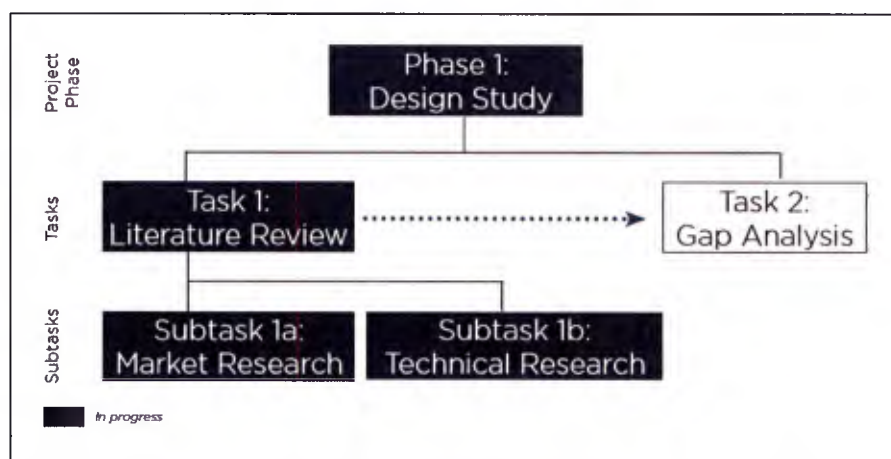 Project
Phase
Phase 1:
Design Study
Tasks
Task 1:
Literature Review
Task 2:
Gap Analysis
Subtasks
Subtask 1a:
Market Research
Subtask 1b:
Technical Research
In progress